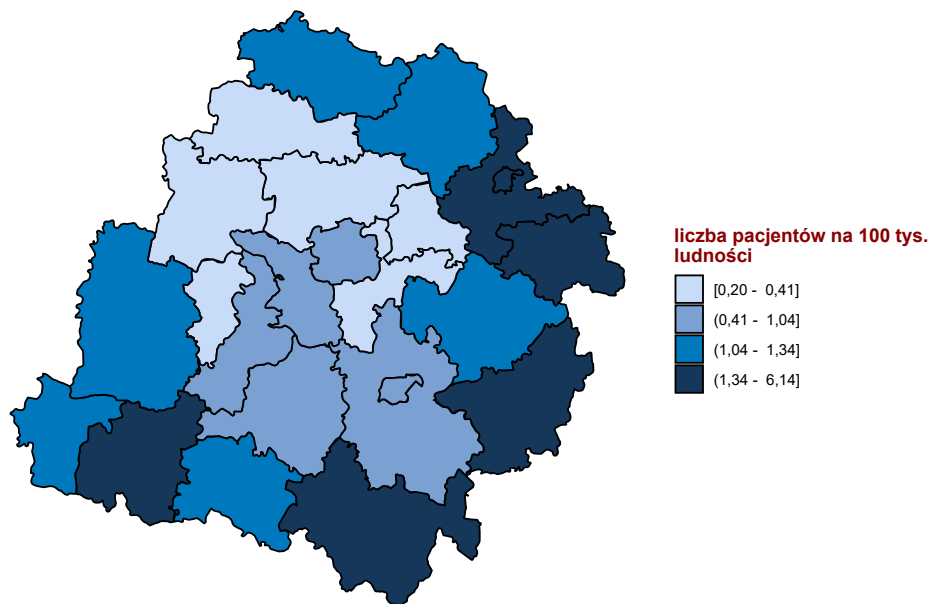 liczba pacjentów na 100 tys.
ludności
[0,20 - 0,41]
(0,41 - 1,04]
(1,04 - 1,34]
(1,34 - 6,14]